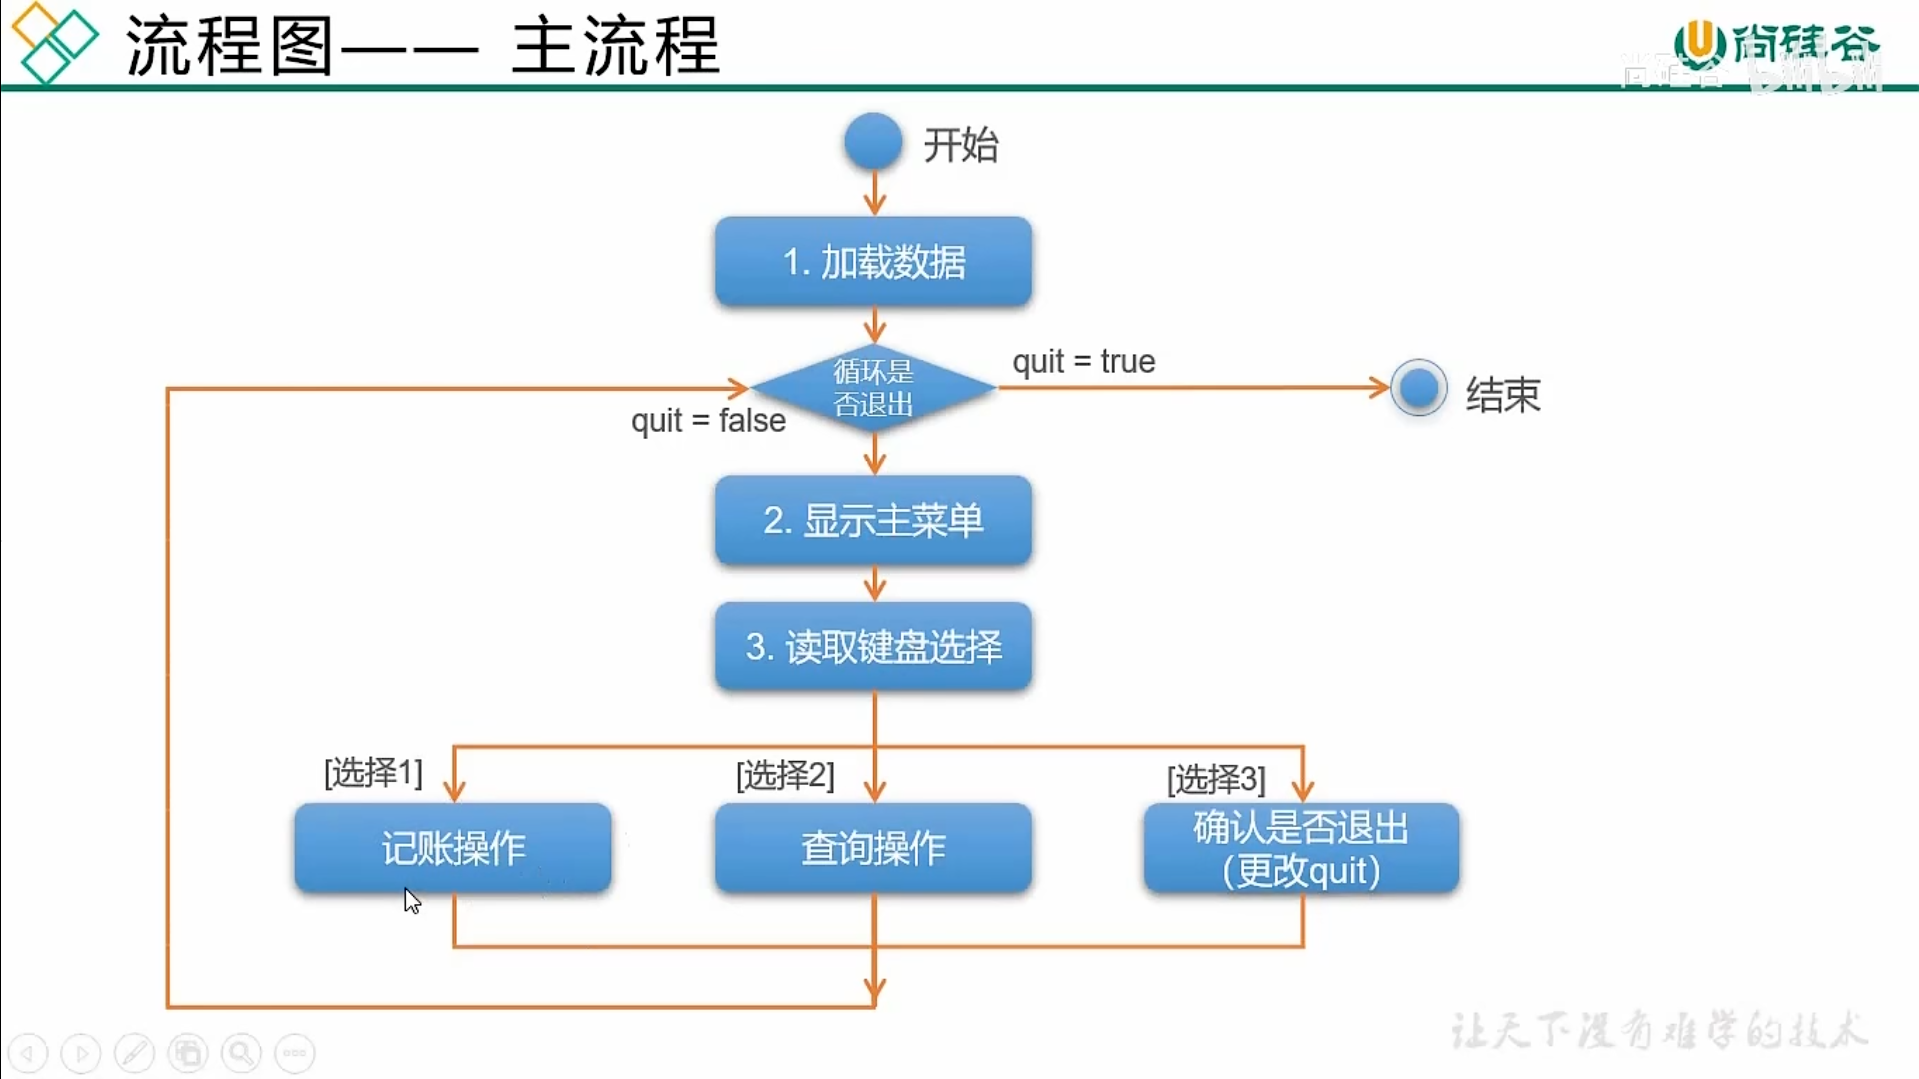 流程图—— 主流程
尚硅谷
尚硅谷 bilibili
开始
1. 加载数据
循环是
否退出
quit = true
结束
quit = false
2. 显示主菜单
3. 读取键盘选择
[选择1]
[选择2]
[选择3]
记账操作
查询操作
确认是否退出
(更改quit)
让天下没有难学的技术